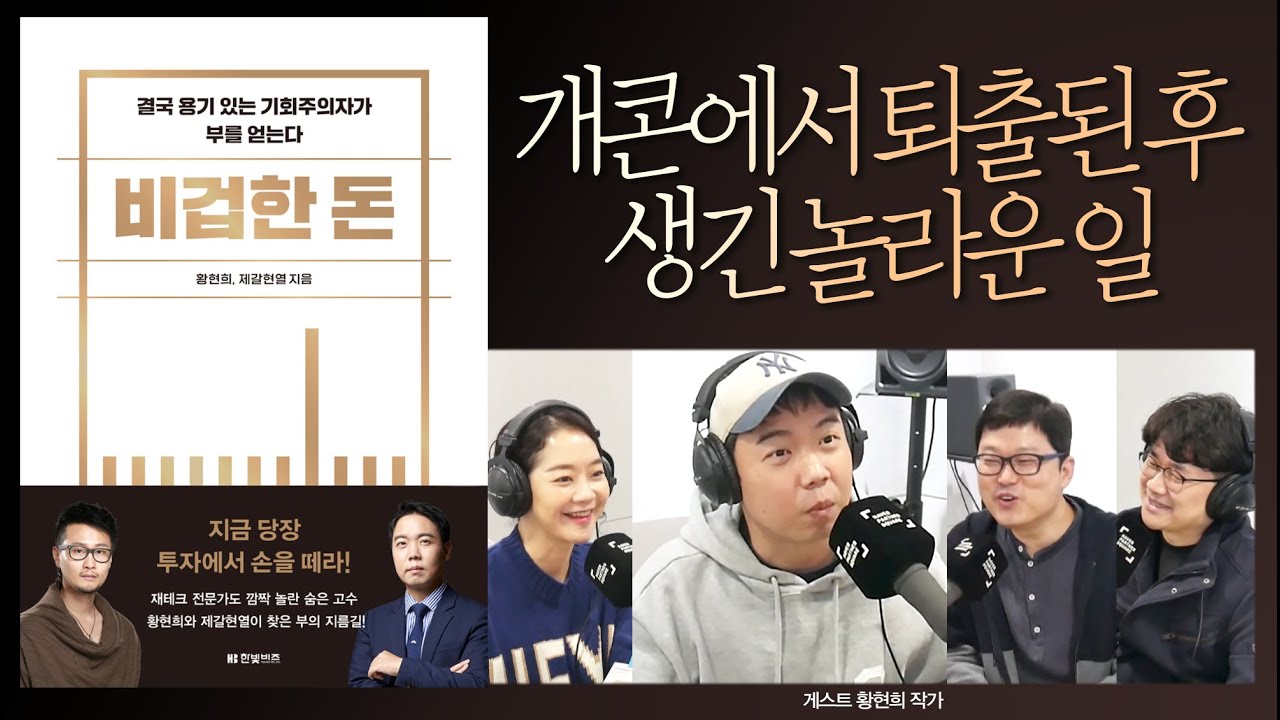 결국 용기 있는 기회주의자가
부를 얻는다
비겁한 돈
황현희, 제갈현열 지음
지금 당장
투자에서 손을 떼라!
재테크 전문가도 깜짝 놀란 숨은 고수
황현희와 제갈현열이 찾은 부의 지름길!
HB 한빛비즈
개콘에서 퇴출된 후
생긴 놀라운 일
NY
NAVER
PARTNER
SQUARE
게스트 황현희 작가